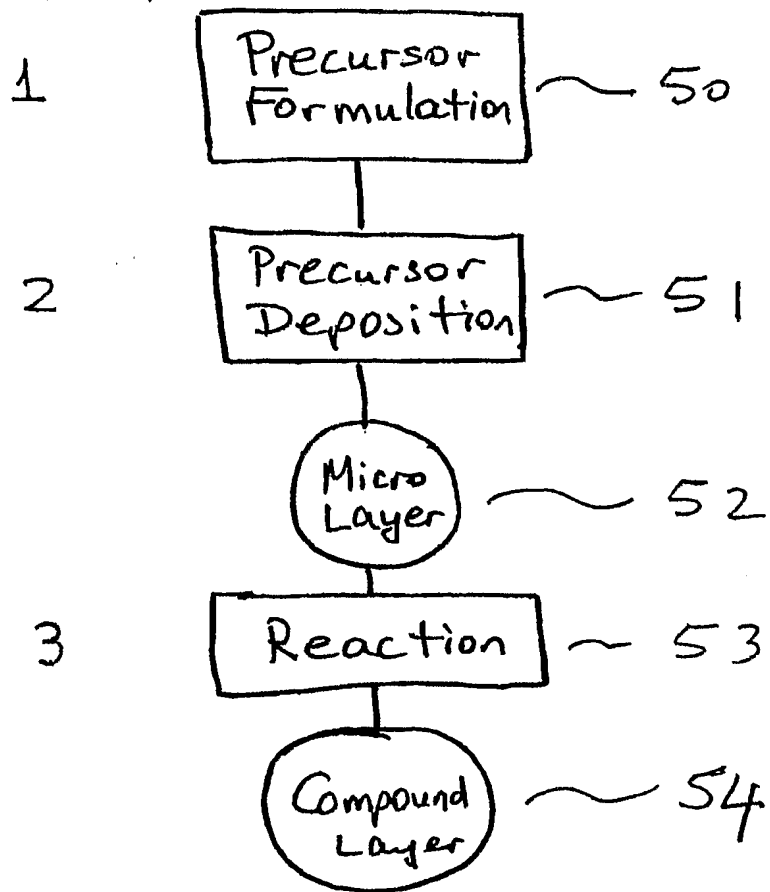 1
Precursor
Formulation
50
2
Precursor
Deposition
51
Micro
Layer
52
3
Reaction
53
Compound
Layer
54